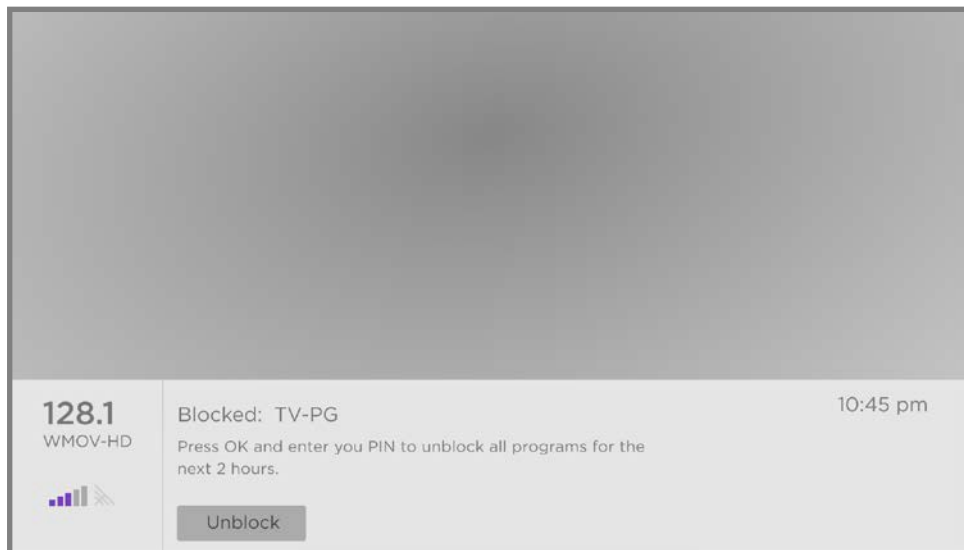 128.1
WMOV-HD
Blocked: TV-PG
10:45 pm
Press OK and enter you PIN to unblock all programs for the
next 2 hours.
Unblock